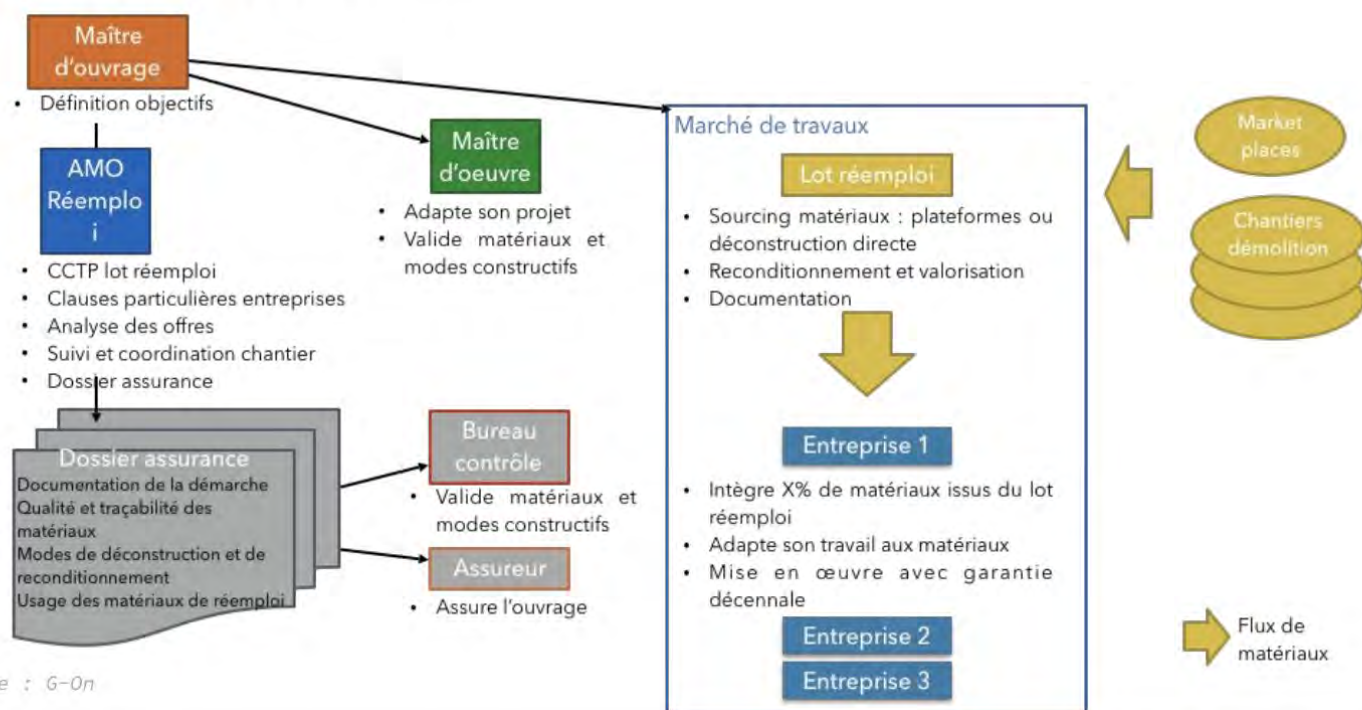 Maître
d'ouvrage
• Définition objectifs
AMO
Réemplo
i
• CCTP lot réemploi
• Clauses particulières entreprises
• Analyse des offres
• Suivi et coordination chantier
• Dossier assurance
Dossier assurance
Documentation de la démarche
Qualité et traçabilité des
matériaux
Modes de déconstruction et de
reconditionnement
Usage des matériaux de réemploi
Maître
d'oeuvre
• Adapte son projet
• Valide matériaux et
modes constructifs
Bureau
contrôle
• Valide matériaux et
modes constructifs
Assureur
• Assure l'ouvrage
Marché de travaux
Lot réemploi
• Sourcing matériaux : plateformes ou
déconstruction directe
• Reconditionnement et valorisation
• Documentation
Entreprise 1
• Intègre X% de matériaux issus du lot
réemploi
• Adapte son travail aux matériaux
• Mise en œuvre avec garantie
décennale
Entreprise 2
Entreprise 3
Market
places
Chantiers
démolition
Flux de
matériaux
e : G-On